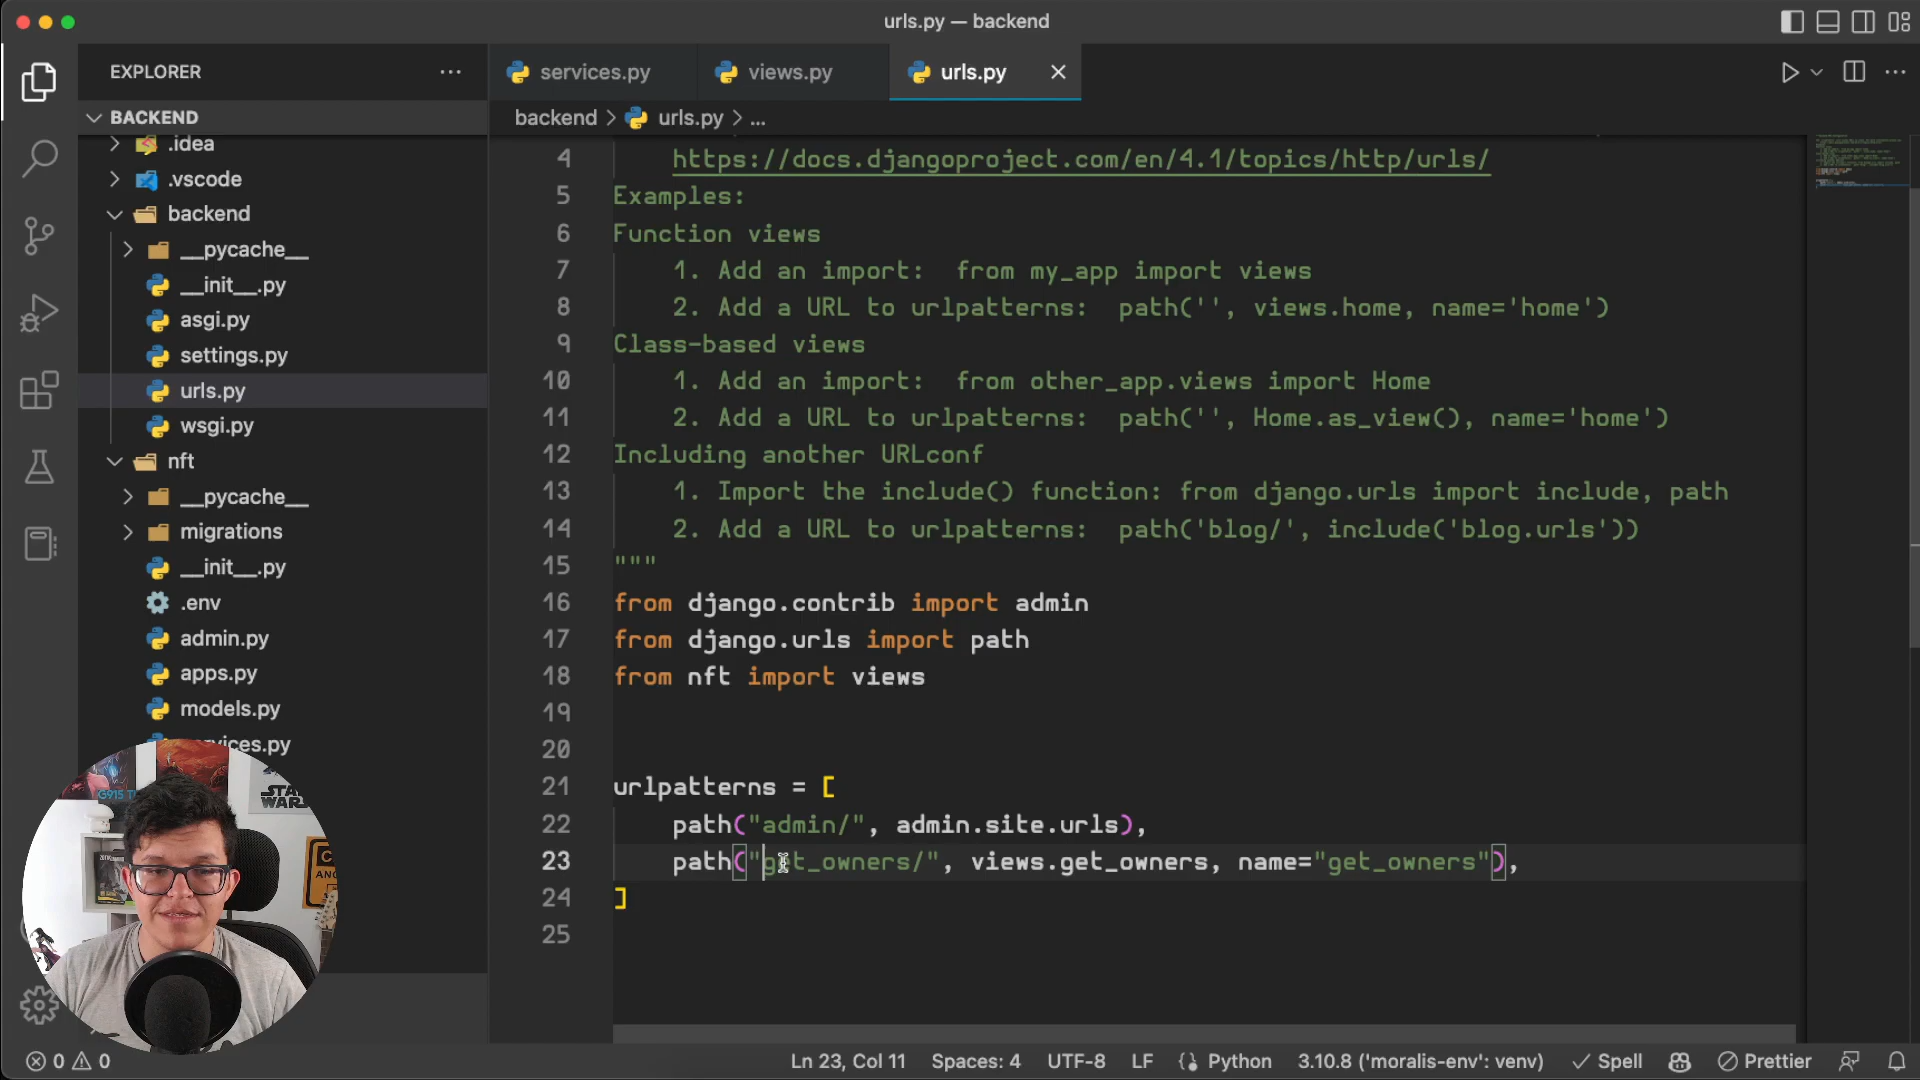 urls.py — backend
EXPLORER
BACKEND
.idea
.vscode
backend
__pycache__
__init__.py
asgi.py
settings.py
urls.py
wsgi.py
nft
__pycache__
migrations
__init__.py
.env
admin.py
apps.py
models.py
services.py
services.py
views.py
urls.py
backend > urls.py > ...
4 https://docs.djangoproject.com/en/4.1/topics/http/urls/
5 Examples:
6 Function views
7 1. Add an import:  from my_app import views
8 2. Add a URL to urlpatterns:  path('', views.home, name='home')
9 Class-based views
10 1. Add an import:  from other_app.views import Home
11 2. Add a URL to urlpatterns:  path('', Home.as_view(), name='home')
12 Including another URLconf
13 1. Import the include() function: from django.urls import include, path
14 2. Add a URL to urlpatterns:  path('blog/', include('blog.urls'))
15 """
16 from django.contrib import admin
17 from django.urls import path
18 from nft import views
19
20
21 urlpatterns = [
22 path("admin/", admin.site.urls),
23 path("get_owners/", views.get_owners, name="get_owners"),
24 ]
25
G915 T
STAR
WARS
0 0
Ln 23, Col 11
Spaces: 4
UTF-8
LF
Python
3.10.8 ('moralis-env': venv)
Spell
Prettier